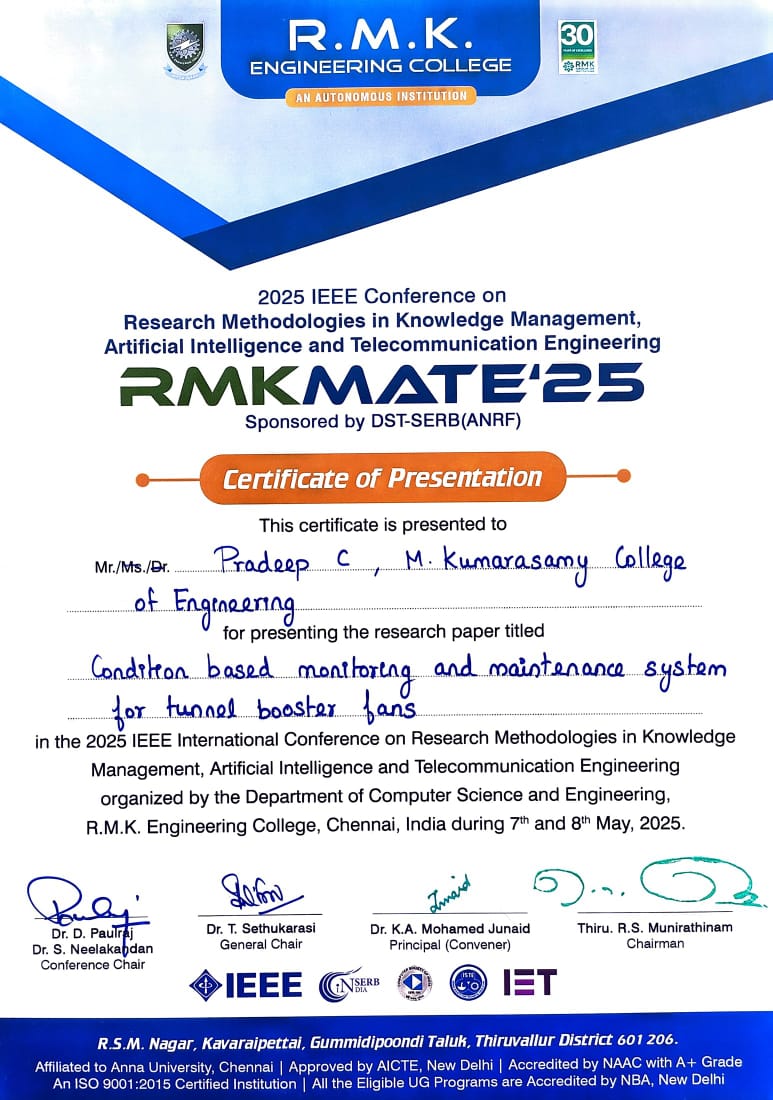 R.M.K.
ENGINEERING COLLEGE
AN AUTONOMOUS INSTITUTION
30
YEARS OF EXCELLENCE
RMK
2025 IEEE Conference on
Research Methodologies in Knowledge Management,
Artificial Intelligence and Telecommunication Engineering
RMKMATE'25
Sponsored by DST-SERB(ANRF)
Certificate of Presentation
This certificate is presented to
Mr./Ms./Dr. Pradeep C, M. Kumarasamy College
of Engineering
for presenting the research paper titled
Condition based monitoring and maintenance system
for tunnel booster fans
in the 2025 IEEE International Conference on Research Methodologies in Knowledge
Management, Artificial Intelligence and Telecommunication Engineering
organized by the Department of Computer Science and Engineering,
R.M.K. Engineering College, Chennai, India during 7th and 8th May, 2025.
Dr. D. Paulraj
Dr. S. Neelakandan
Conference Chair
Dr. T. Sethukarasi
General Chair
Junaid
Dr. K.A. Mohamed Junaid
Principal (Convener)
Thiru. R.S. Munirathinam
Chairman
IEEE
SERB
INDIA
ISTE
IET
R.S.M. Nagar, Kavaraipettai, Gummidipoondi Taluk, Thiruvallur District 601 206.
Affiliated to Anna University, Chennai | Approved by AICTE, New Delhi | Accredited by NAAC with A+ Grade
An ISO 9001:2015 Certified Institution | All the Eligible UG Programs are Accredited by NBA, New Delhi